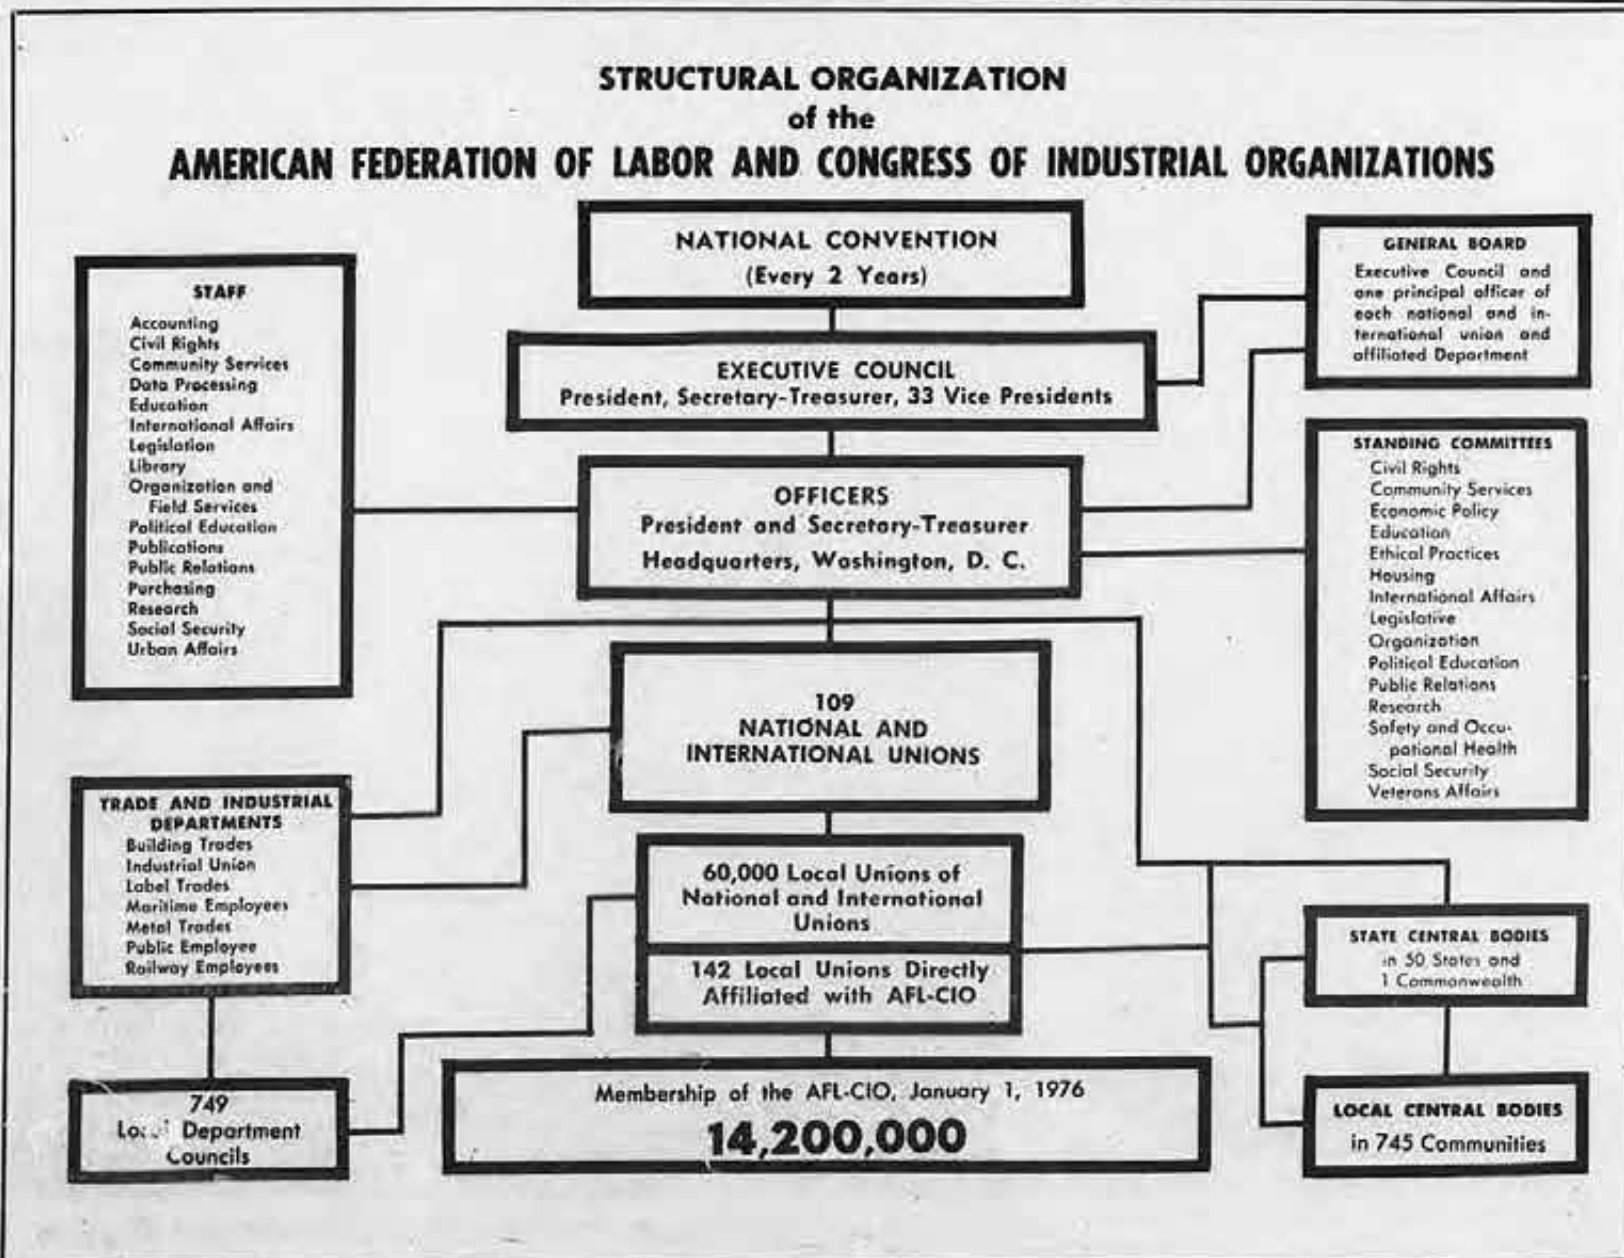 STRUCTURAL ORGANIZATION
of the
AMERICAN FEDERATION OF LABOR AND CONGRESS OF INDUSTRIAL ORGANIZATIONS
NATIONAL CONVENTION
(Every 2 Years)
EXECUTIVE COUNCIL
President, Secretary-Treasurer, 33 Vice Presidents
OFFICERS
President and Secretary-Treasurer
Headquarters, Washington, D. C.
GENERAL BOARD
Executive Council and
one principal officer of
each national and in-
ternational union and
affiliated Department
STAFF
Accounting
Civil Rights
Community Services
Data Processing
Education
International Affairs
Legislation
Library
Organization and
Field Services
Political Education
Publications
Public Relations
Purchasing
Research
Social Security
Urban Affairs
STANDING COMMITTEES
Civil Rights
Community Services
Economic Policy
Education
Ethical Practices
Housing
International Affairs
Legislative
Organization
Political Education
Public Relations
Research
Safety and Occu-
pational Health
Social Security
Veterans Affairs
109
NATIONAL AND
INTERNATIONAL UNIONS
TRADE AND INDUSTRIAL
DEPARTMENTS
Building Trades
Industrial Union
Label Trades
Maritime Employees
Metal Trades
Public Employee
Railway Employees
60,000 Local Unions of
National and International
Unions
142 Local Unions Directly
Affiliated with AFL-CIO
STATE CENTRAL BODIES
in 50 States and
1 Commonwealth
749
Local Department
Councils
Membership of the AFL-CIO, January 1, 1976
14,200,000
LOCAL CENTRAL BODIES
in 745 Communities